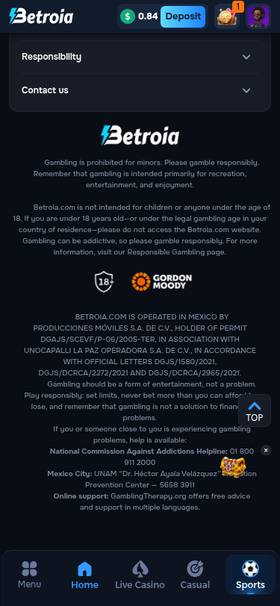 Betroia
$ 0.84 Deposit
1
Responsibility
Contact us
Betroia
Gambling is prohibited for minors. Please gamble responsibly.
Remember that gambling is intended primarily for recreation,
entertainment, and enjoyment.
Betroia.com is not intended for children or anyone under the age of
18. If you are under 18 years old—or under the legal gambling age in your
country of residence—please do not access the Betroia.com website.
Gambling can be addictive, so please gamble responsibly. For more
information, visit our Responsible Gambling page.
18+ GORDON
MOODY
BETROIA.COM IS OPERATED IN MEXICO BY
PRODUCCIONES MÓVILES S.A. DE C.V., HOLDER OF PERMIT
DGAJS/SCEVF/P-06/2005-TER, IN ASSOCIATION WITH
UNOCAPALLI LA PAZ OPERADORA S.A. DE C.V., IN ACCORDANCE
WITH OFFICIAL LETTERS DGJS/1580/2021,
DGJS/DCRCA/2272/2021 AND DGJS/DCRCA/2965/2021.
Gambling should be a form of entertainment, not a problem.
Play responsibly: set limits, never bet more than you can afford
lose, and remember that gambling is not a solution to financial
problems.
TOP
If you or someone close to you is experiencing gambling
problems, help is available:
National Commission Against Addictions Helpline: 01 800
911 2000
Mexico City: UNAM "Dr. Héctor Ayala Velázquez"
Prevention Center — 5658 3911
Online support: GamblingTherapy.org offers free advice
and support in multiple languages.
Menu
Home
Live Casino
Casual
Sports